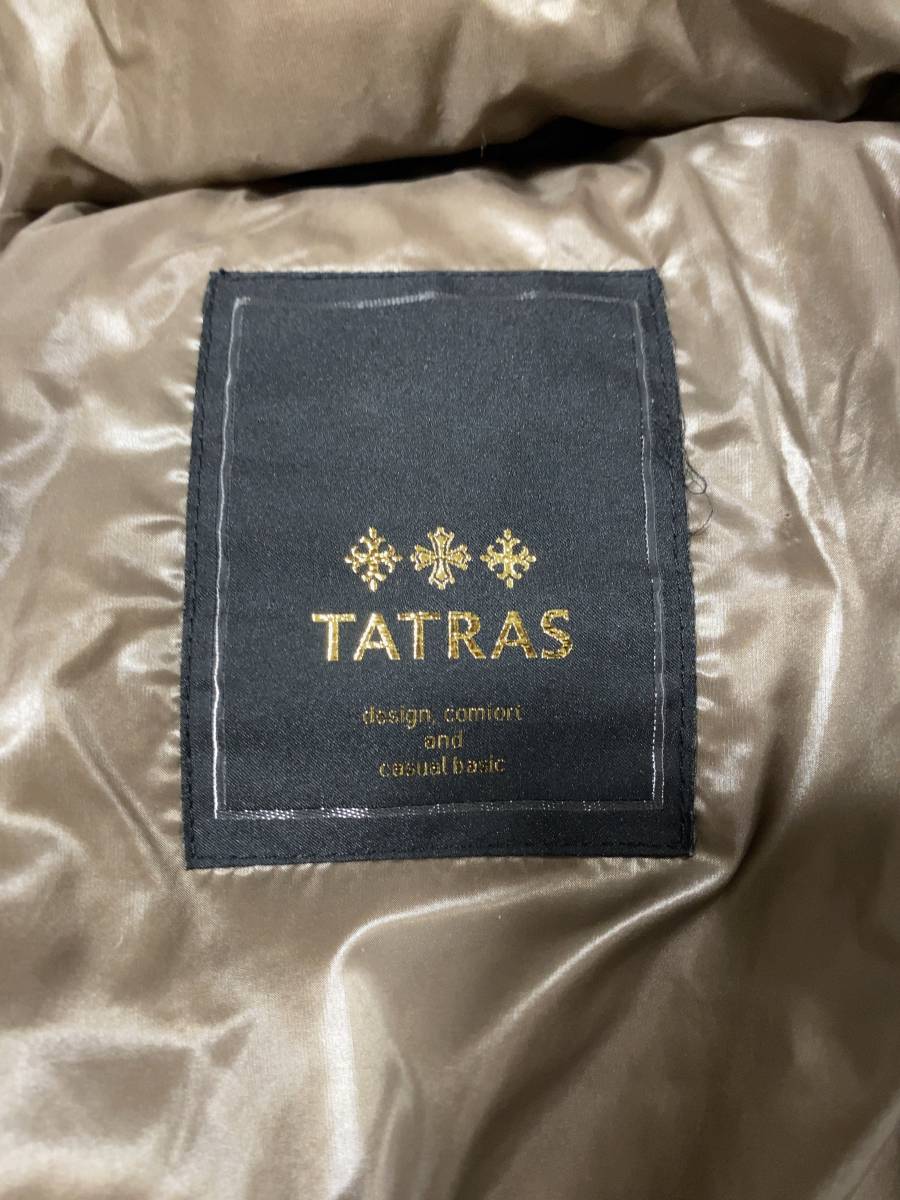 TATRAS
design, comfort
and
casual basic